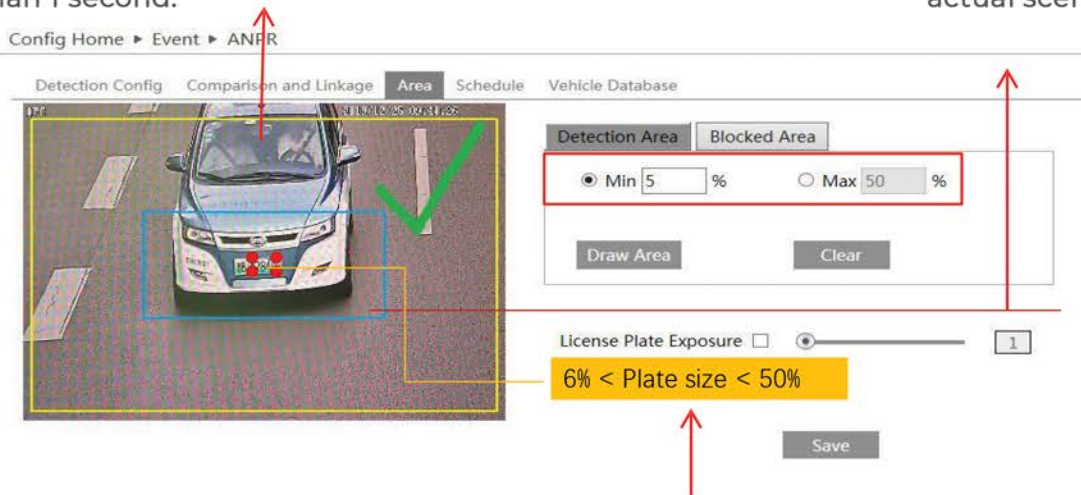 an 1 second.
actual scen
Config Home ▸ Event ▸ ANPR
Detection Config Comparison and Linkage Area Schedule Vehicle Database
Detection Area Blocked Area
Min 5 % Max 50 %
Draw Area Clear
License Plate Exposure 1
6% < Plate size < 50%
Save